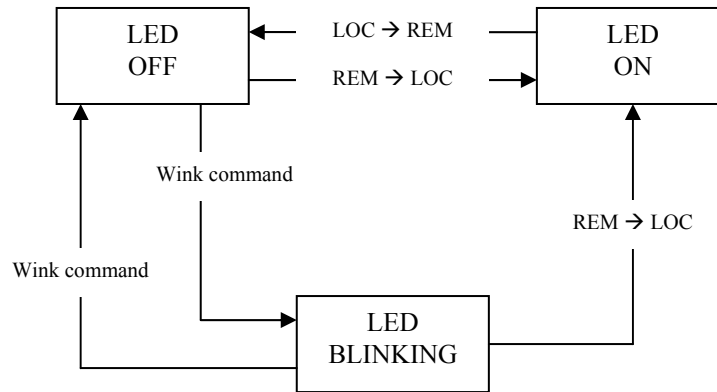 LED
OFF
LOC → REM
REM → LOC
LED
ON
Wink command
REM → LOC
Wink command
LED
BLINKING